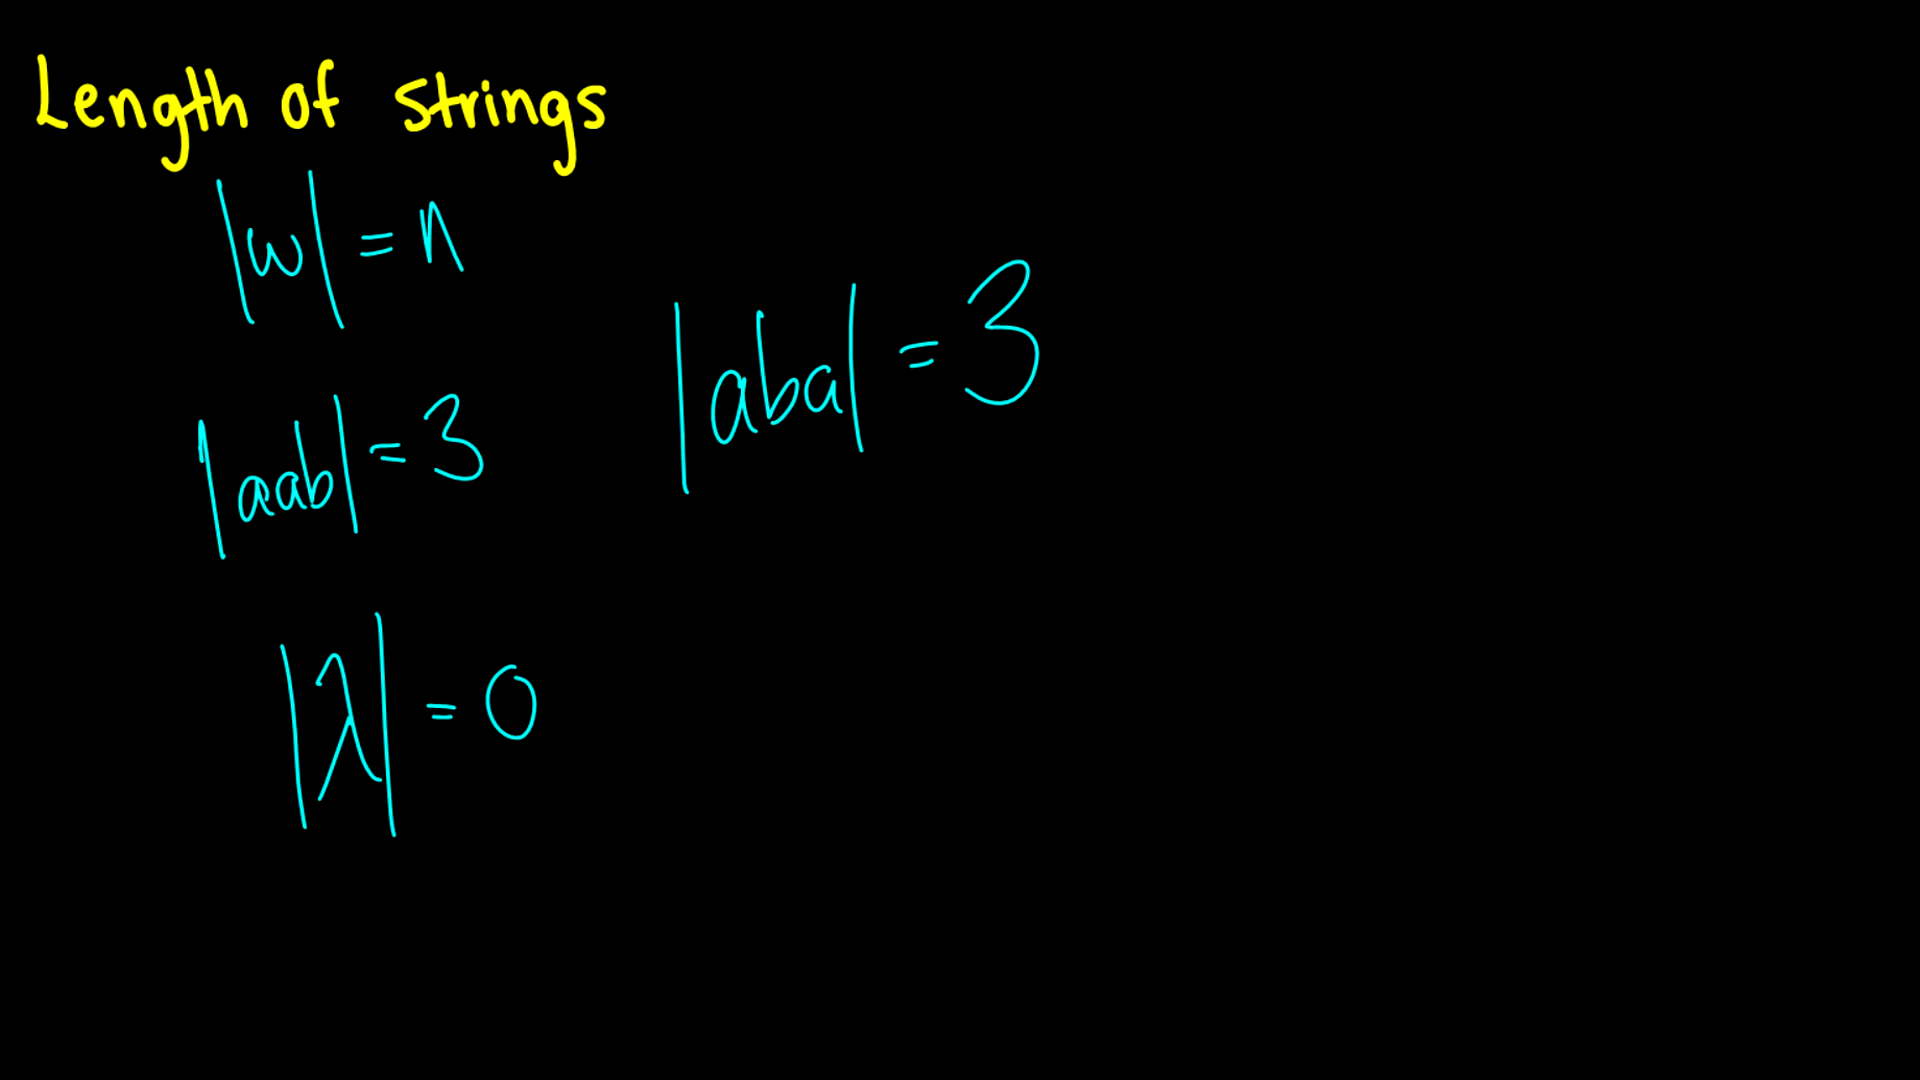 Length of strings
|w| = n
|aba| = 3
|aab| = 3
|λ| = 0